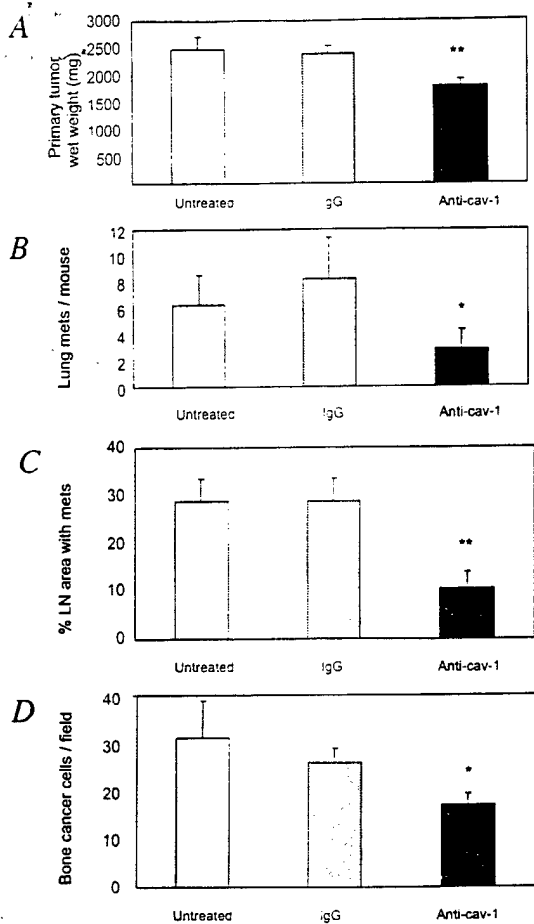 A
Primary tumor
wet weight (mg)
3000
2500
2000
1500
1000
500
**
Untreated IgG Anti-cav-1
B
Lung mets / mouse
12
10
8
6
4
2
0
*
Untreated IgG Anti-cav-1
C
% LN area with mets
40
30
20
10
0
**
Untreated IgG Anti-cav-1
D
Bone cancer cells / field
40
30
20
10
0
*
Untreated IgG Anti-cav-1